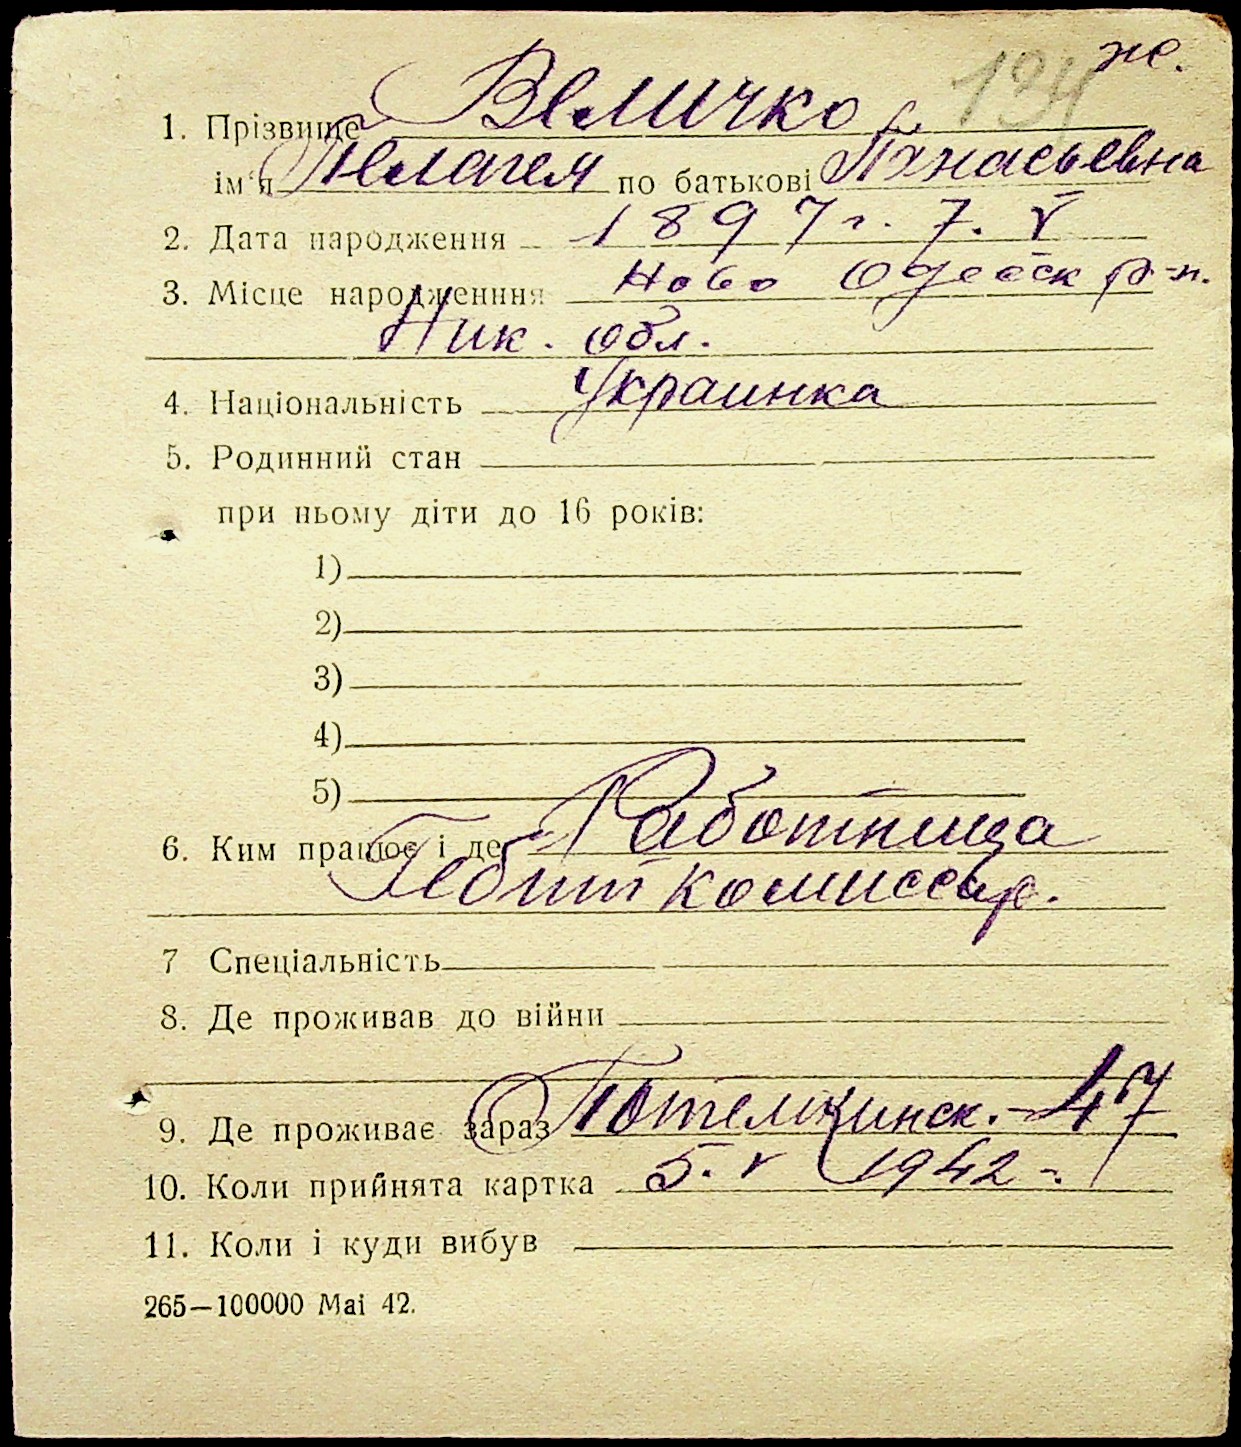 же.
134
1. Прізвище Величко
ім'я Пелагея по батькові Панасьевна
2. Дата народження 1897 г. 7. V
3. Місце народженння Ново Одесск р-н.
Ник. обл.
4. Національність Украинка
5. Родинний стан
при ньому діти до 16 років:
1)
2)
3)
4)
5)
6. Ким працює і де Работница
Гебит комиссар.
7 Спеціальність
8. Де проживав до війни
9. Де проживає зараз Потемкинск. - 47
10. Коли прийнята картка 5. V 1942 г.
11. Коли і куди вибув
265—100000 Mai 42.